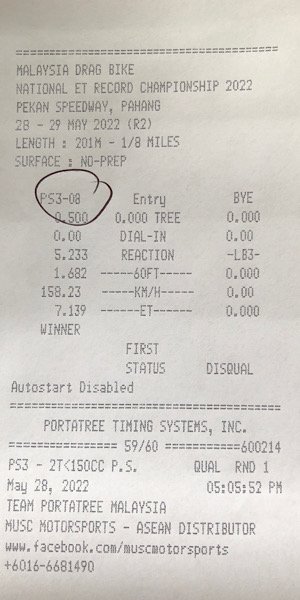 ========================================
MALAYSIA DRAG BIKE
NATIONAL ET RECORD CHAMPIONSHIP 2022
PEKAN SPEEDWAY, PAHANG
28 - 29 MAY 2022 (R2)
LENGTH : 201M - 1/8 MILES
SURFACE : NO-PREP
PS3-08 Entry BYE
0.500 0.000 TREE 0.000
0.00 DIAL-IN 0.00
5.233 REACTION -LB3-
1.682 -----60FT----- 0.000
158.23 -----KM/H----- 0.00
7.139 ------ET------ 0.000
WINNER
FIRST
STATUS DISQUAL
Autostart Disabled
========================================
PORTATREE TIMING SYSTEMS, INC.
================ 59/60 ===========600214
PS3 - 2T<150CC P.S. QUAL RND 1
May 28, 2022 05:05:52 PM
TEAM PORTATREE MALAYSIA
MUSC MOTORSPORTS - ASEAN DISTRIBUTOR
www.facebook.com/muscmotorsports
+6016-6681490